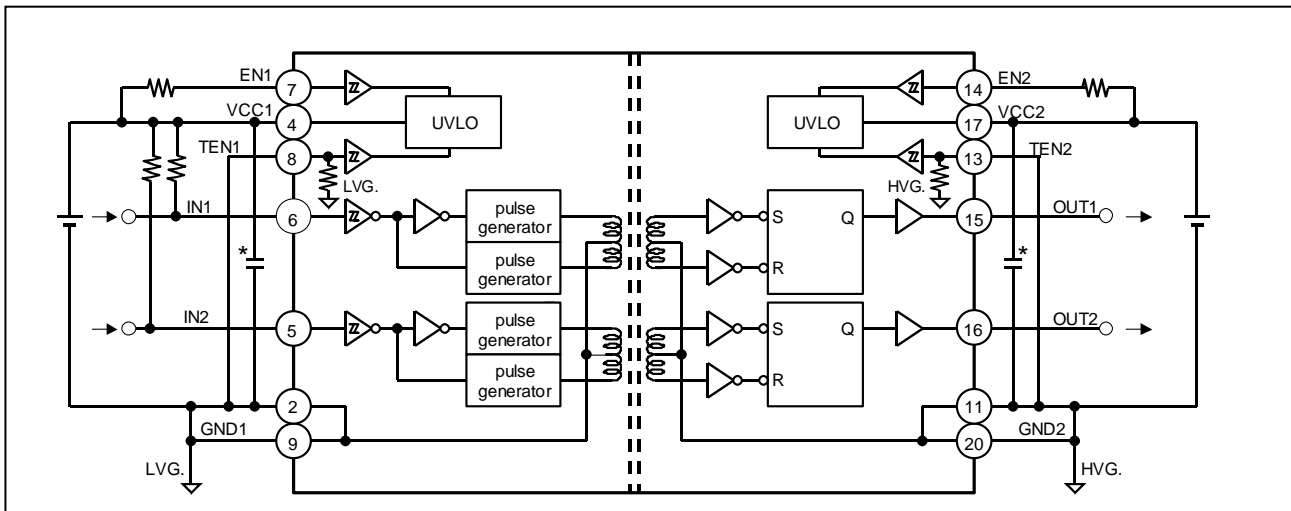 EN1
7
14
EN2
VCC1
4
UVLO
UVLO
17
VCC2
TEN1
8
13
TEN2
LVG.
HVG.
IN1
6
pulse
generator
S
Q
15
OUT1
pulse
generator
R
*
*
IN2
5
pulse
generator
S
Q
16
OUT2
pulse
generator
R
2
11
GND1
GND2
9
20
LVG.
HVG.